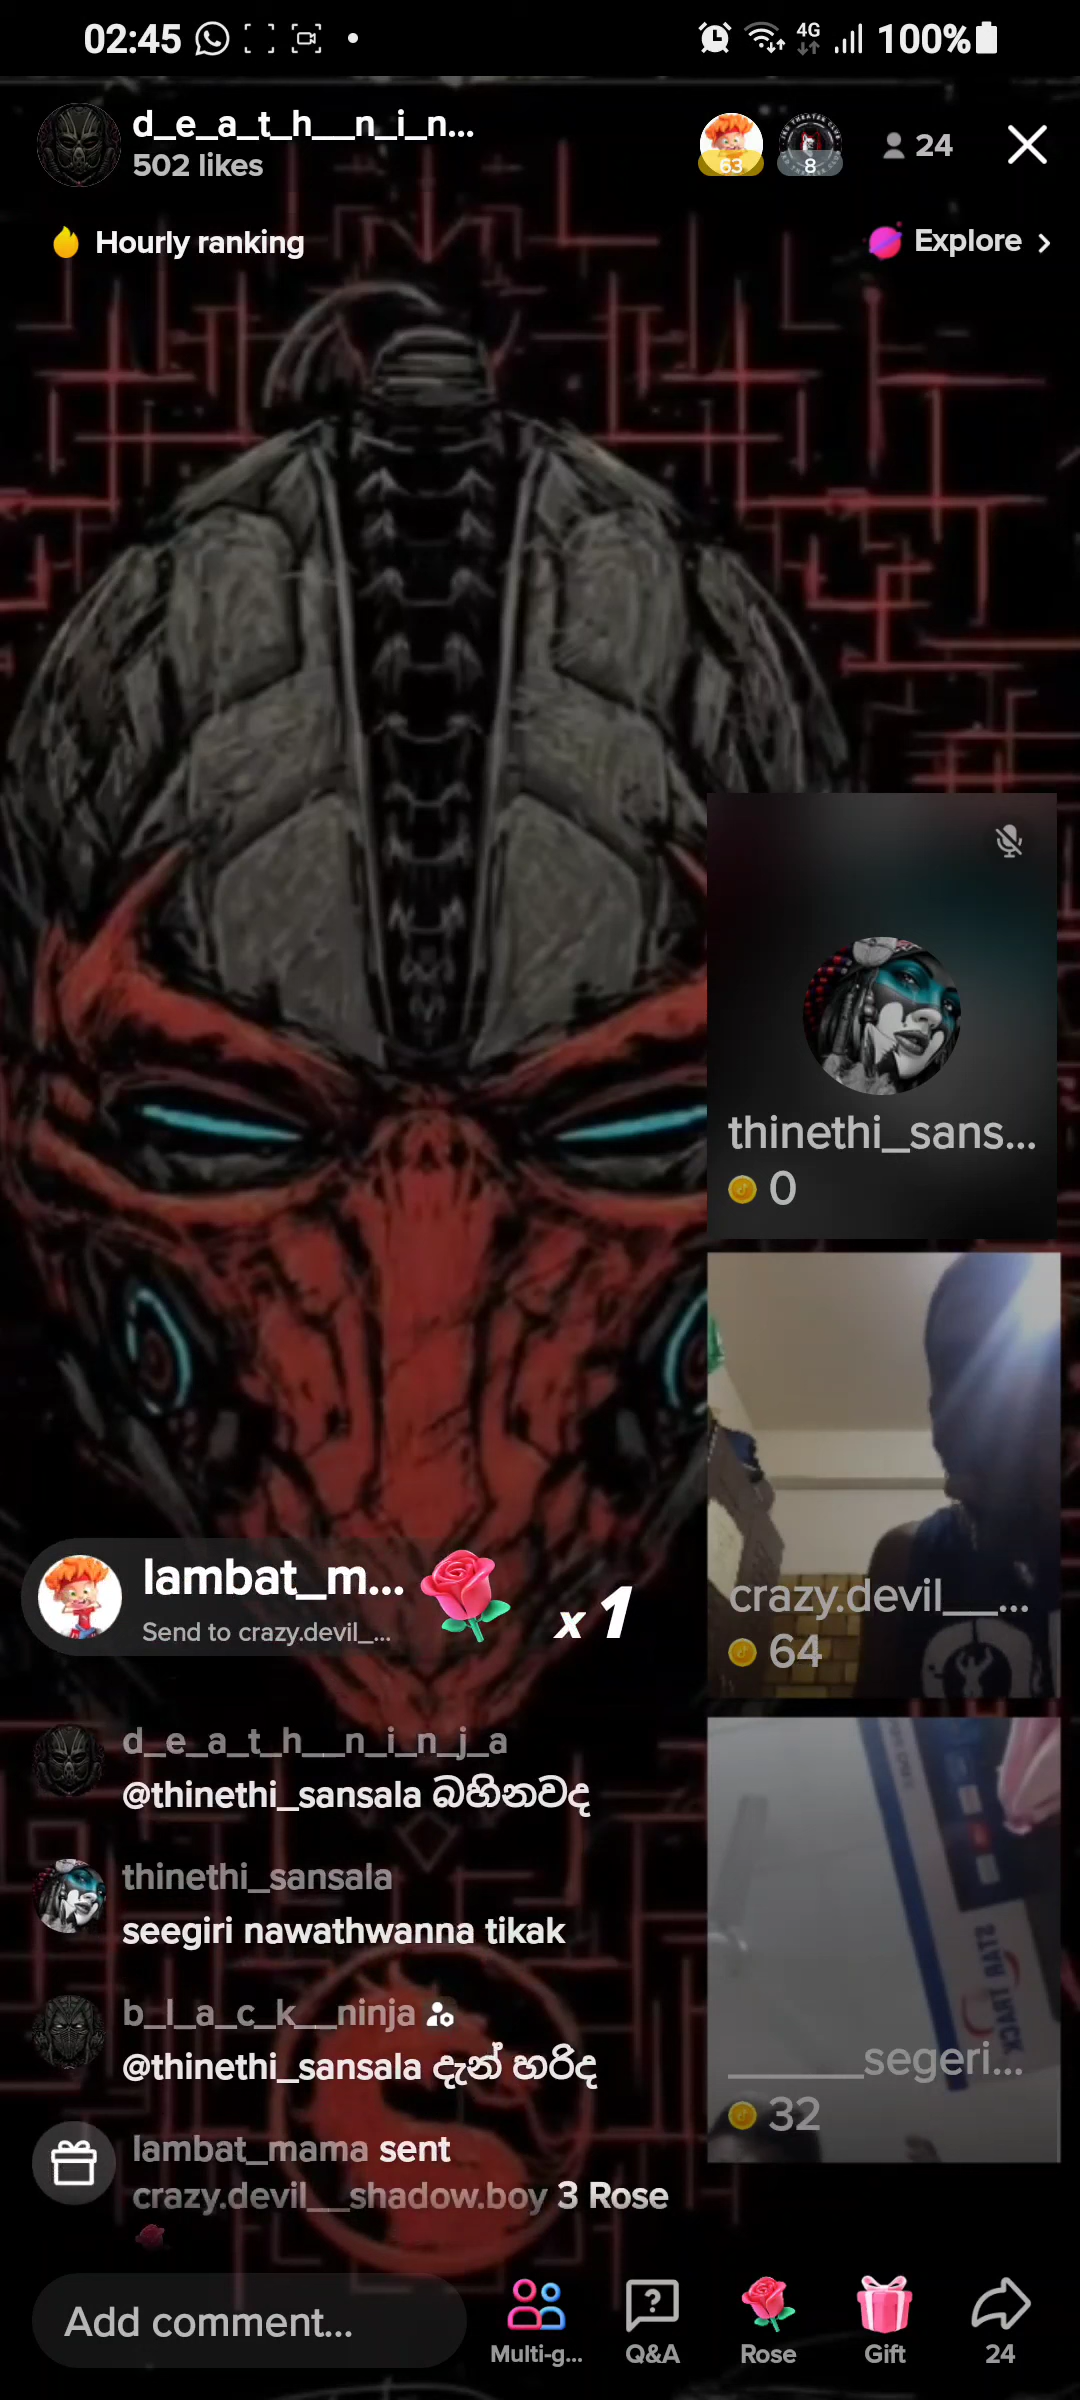 02:45
4G
100%
d_e_a_t_h__n_i_n...
502 likes
63
8
24
Hourly ranking
Explore
thinethi_sans...
0
crazy.devil__...
64
lambat_m...
Send to crazy.devil_...
x 1
d_e_a_t_h__n_i_n_j_a
@thinethi_sansala බහිනවද
thinethi_sansala
seegiri nawathwanna tikak
b_l_a_c_k__ninja
@thinethi_sansala දැන් හරිද
STAR TRACK
______segeri...
32
lambat_mama sent
crazy.devil__shadow.boy 3 Rose
Add comment...
Multi-g...
Q&A
Rose
Gift
24